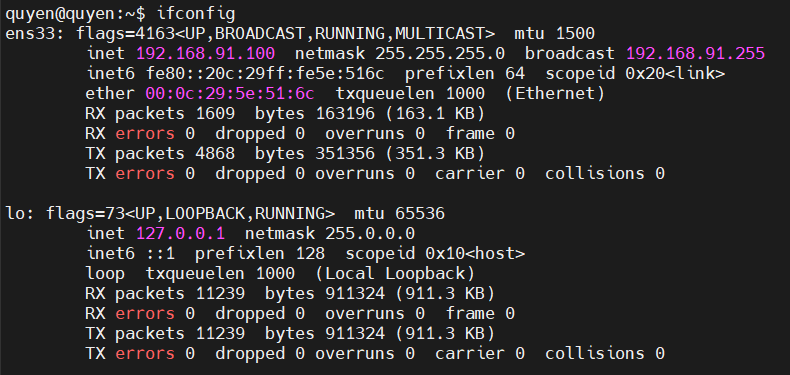 quyen@quyen:~$ ifconfig
ens33: flags=4163<UP,BROADCAST,RUNNING,MULTICAST>  mtu 1500
        inet 192.168.91.100  netmask 255.255.255.0  broadcast 192.168.91.255
        inet6 fe80::20c:29ff:fe5e:516c  prefixlen 64  scopeid 0x20<link>
        ether 00:0c:29:5e:51:6c  txqueuelen 1000  (Ethernet)
        RX packets 1609  bytes 163196 (163.1 KB)
        RX errors 0  dropped 0  overruns 0  frame 0
        TX packets 4868  bytes 351356 (351.3 KB)
        TX errors 0  dropped 0 overruns 0  carrier 0  collisions 0

lo: flags=73<UP,LOOPBACK,RUNNING>  mtu 65536
        inet 127.0.0.1  netmask 255.0.0.0
        inet6 ::1  prefixlen 128  scopeid 0x10<host>
        loop  txqueuelen 1000  (Local Loopback)
        RX packets 11239  bytes 911324 (911.3 KB)
        RX errors 0  dropped 0  overruns 0  frame 0
        TX packets 11239  bytes 911324 (911.3 KB)
        TX errors 0  dropped 0 overruns 0  carrier 0  collisions 0